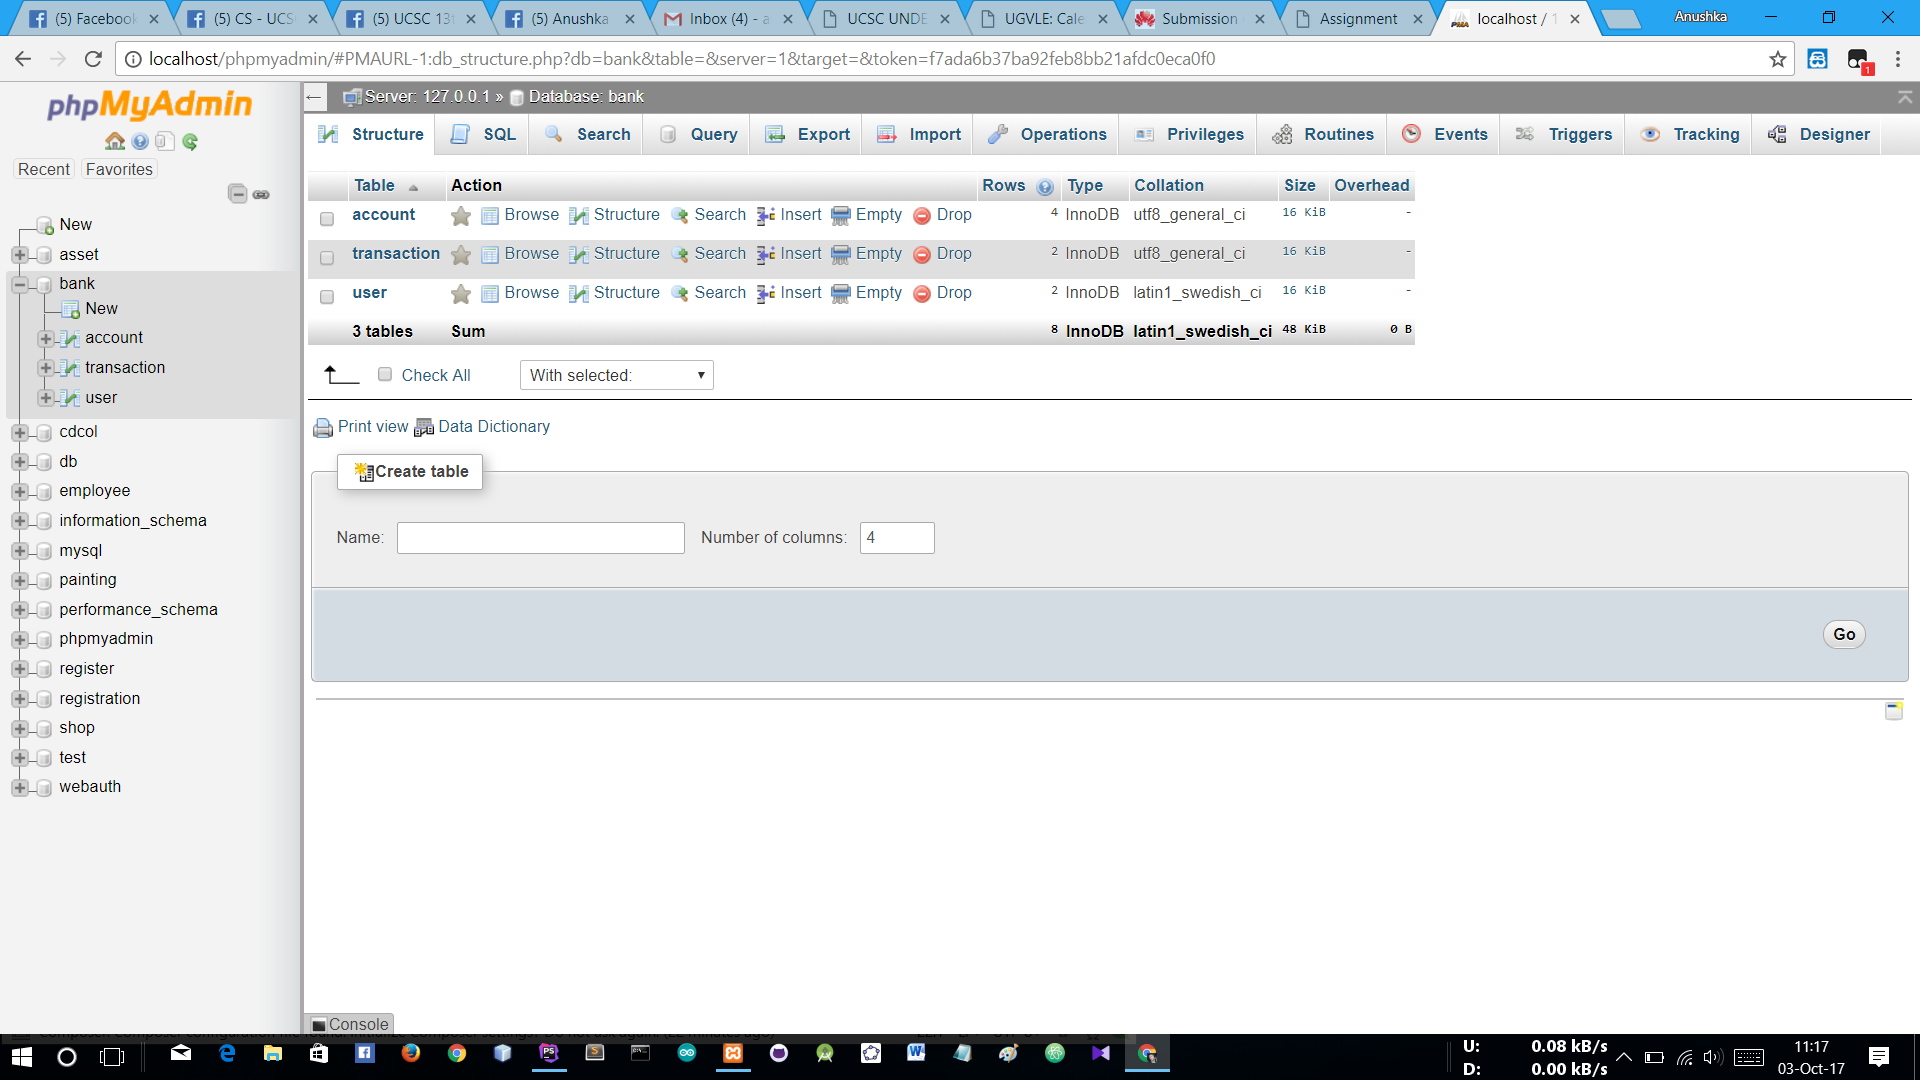 (5) Facebook (5) CS - UCS (5) UCSC 13t (5) Anushka Inbox (4) - a UCSC UNDE UGVLE: Cale Submission Assignment localhost / 1 Anushka
localhost/phpmyadmin/#PMAURL-1:db_structure.php?db=bank&table=&server=1&target=&token=f7ada6b37ba92feb8bb21afdc0eca0f0 1
phpMyAdmin
Recent Favorites
New
asset
bank
New
account
transaction
user
cdcol
db
employee
information_schema
mysql
painting
performance_schema
phpmyadmin
register
registration
shop
test
webauth
Server: 127.0.0.1 » Database: bank
Structure SQL Search Query Export Import Operations Privileges Routines Events Triggers Tracking Designer
Table Action Rows Type Collation Size Overhead
account Browse Structure Search Insert Empty Drop 4 InnoDB utf8_general_ci 16 KiB -
transaction Browse Structure Search Insert Empty Drop 2 InnoDB utf8_general_ci 16 KiB -
user Browse Structure Search Insert Empty Drop 2 InnoDB latin1_swedish_ci 16 KiB -
3 tables Sum 8 InnoDB latin1_swedish_ci 48 KiB 0 B
Check All With selected:
Print view Data Dictionary
Create table
Name: Number of columns: 4
Go
Console
U: 0.08 kB/s
D: 0.00 kB/s
11:17
03-Oct-17